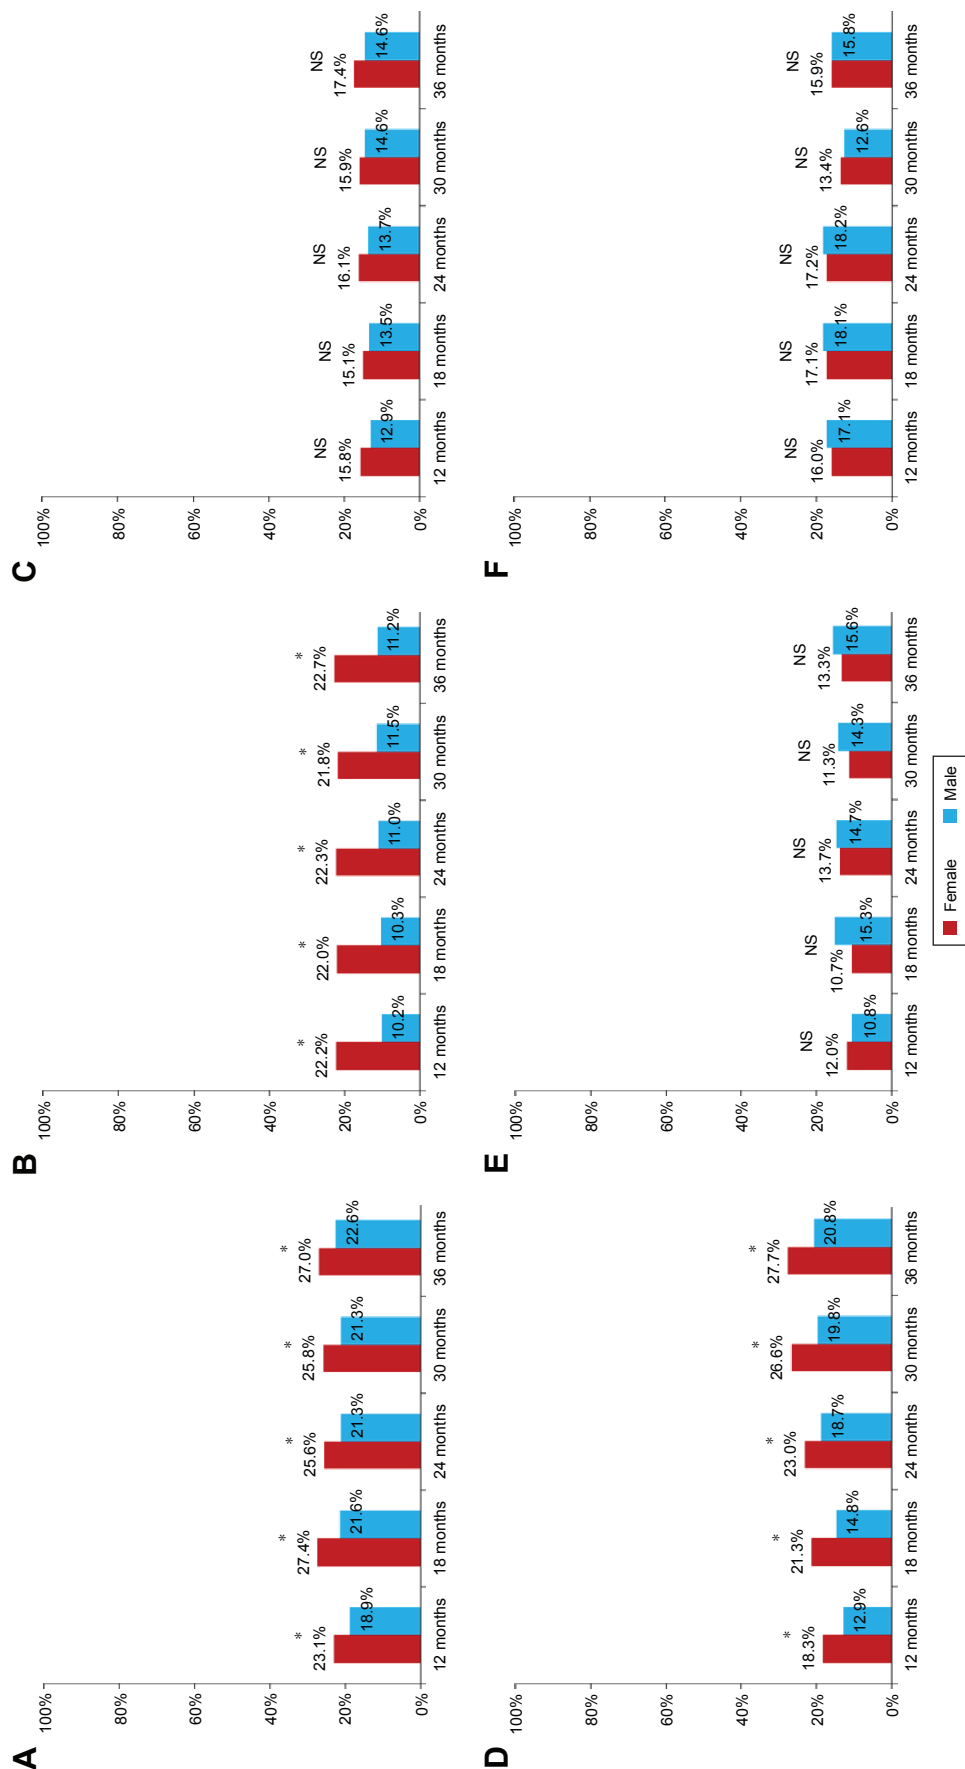 A
100%
80%
60%
40%
20%
0%
* * * * *
23.1% 18.9% 27.4% 21.6% 25.6% 21.3% 25.8% 21.3% 27.0% 22.6%
12 months 18 months 24 months 30 months 36 months
B
100%
80%
60%
40%
20%
0%
* * * * *
22.2% 10.2% 22.0% 10.3% 22.3% 11.0% 21.8% 11.5% 22.7% 11.2%
12 months 18 months 24 months 30 months 36 months
C
100%
80%
60%
40%
20%
0%
NS NS NS NS NS
15.8% 12.9% 15.1% 13.5% 16.1% 13.7% 15.9% 14.6% 17.4% 14.6%
12 months 18 months 24 months 30 months 36 months
D
100%
80%
60%
40%
20%
0%
* * * * *
18.3% 12.9% 21.3% 14.8% 23.0% 18.7% 26.6% 19.8% 27.7% 20.8%
12 months 18 months 24 months 30 months 36 months
E
100%
80%
60%
40%
20%
0%
NS NS NS NS NS
12.0% 10.8% 10.7% 15.3% 13.7% 14.7% 11.3% 14.3% 13.3% 15.6%
12 months 18 months 24 months 30 months 36 months
F
100%
80%
60%
40%
20%
0%
NS NS NS NS NS
16.0% 17.1% 17.1% 18.1% 17.2% 18.2% 13.4% 12.6% 15.9% 15.8%
12 months 18 months 24 months 30 months 36 months
Female Male